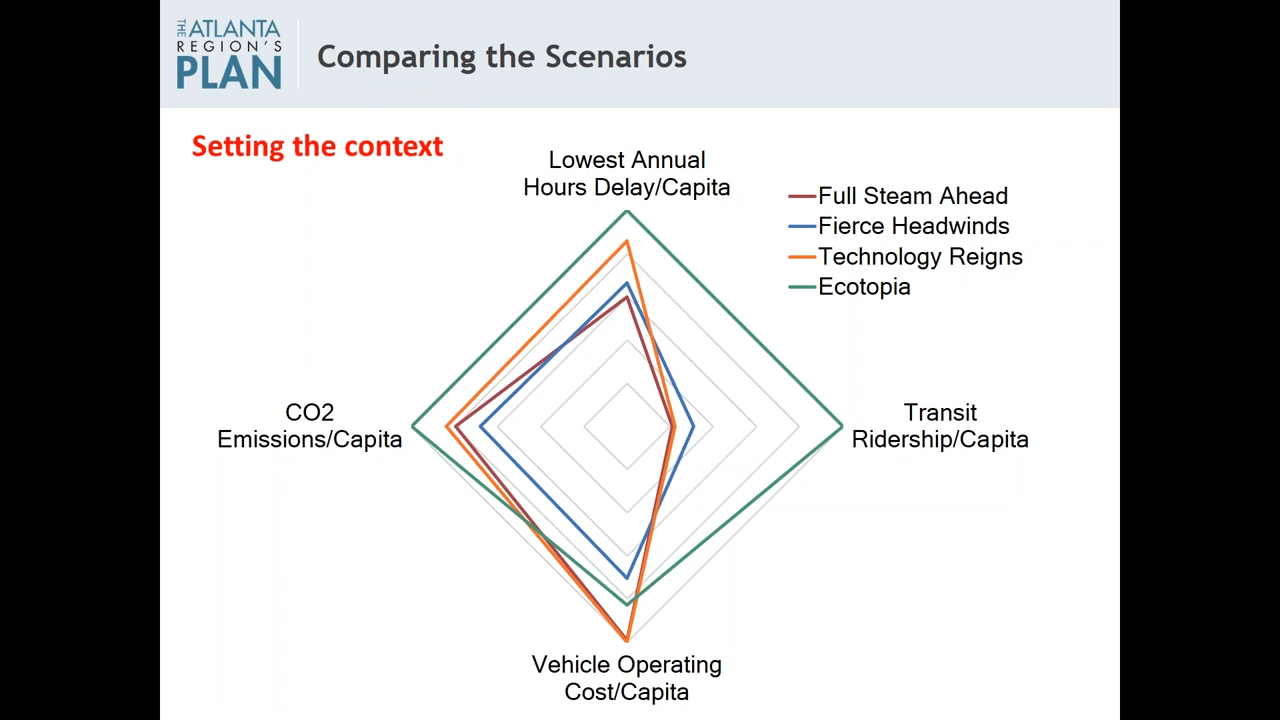 THE ATLANTA
REGION'S
PLAN
Comparing the Scenarios
Setting the context
Lowest Annual
Hours Delay/Capita
Full Steam Ahead
Fierce Headwinds
Technology Reigns
Ecotopia
CO2
Emissions/Capita
Transit
Ridership/Capita
Vehicle Operating
Cost/Capita